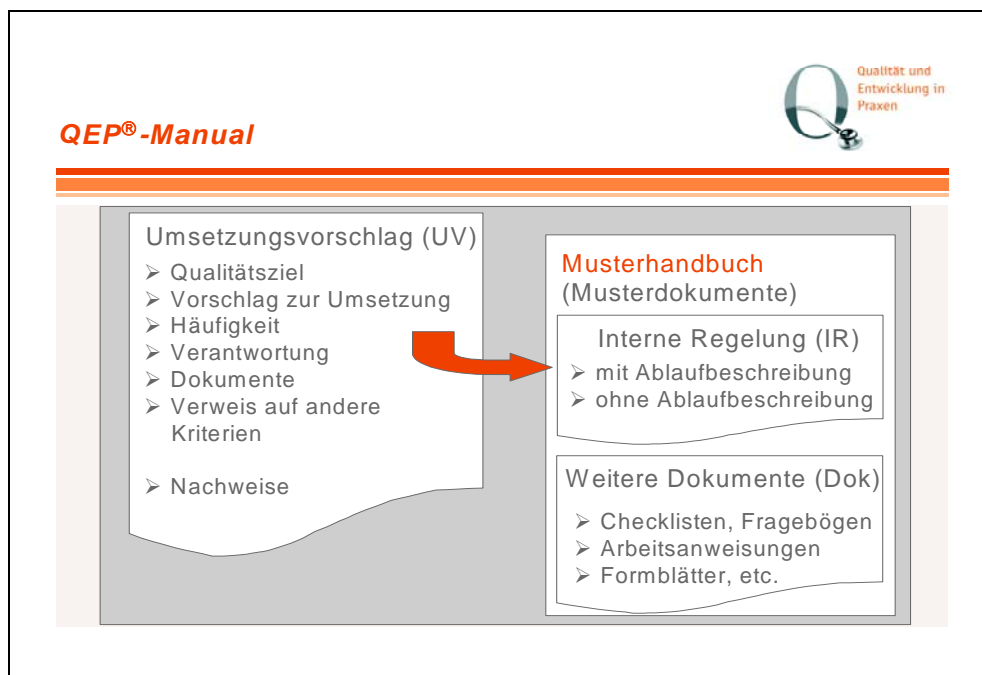 Qualität und
Entwicklung in
Praxen
QEP®-Manual
Umsetzungsvorschlag (UV)
➢ Qualitätsziel
➢ Vorschlag zur Umsetzung
➢ Häufigkeit
➢ Verantwortung
➢ Dokumente
➢ Verweis auf andere
Kriterien
➢ Nachweise
Musterhandbuch
(Musterdokumente)
Interne Regelung (IR)
➢ mit Ablaufbeschreibung
➢ ohne Ablaufbeschreibung
Weitere Dokumente (Dok)
➢ Checklisten, Fragebögen
➢ Arbeitsanweisungen
➢ Formblätter, etc.